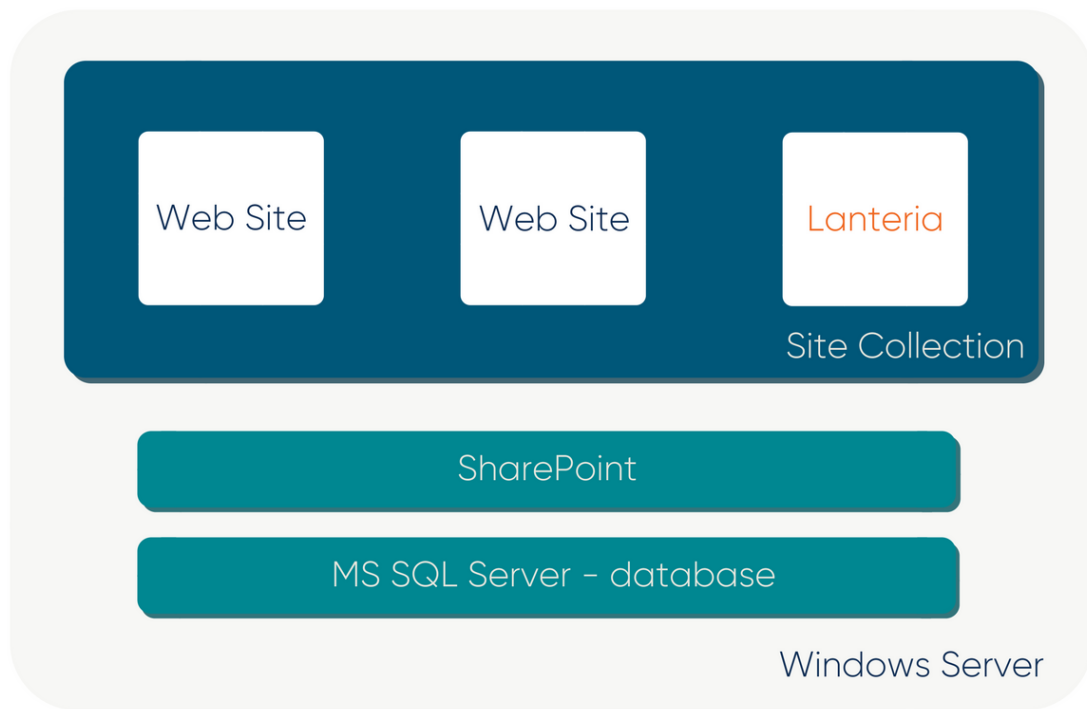 Web Site
Web Site
Lanteria
Site Collection
SharePoint
MS SQL Server - database
Windows Server